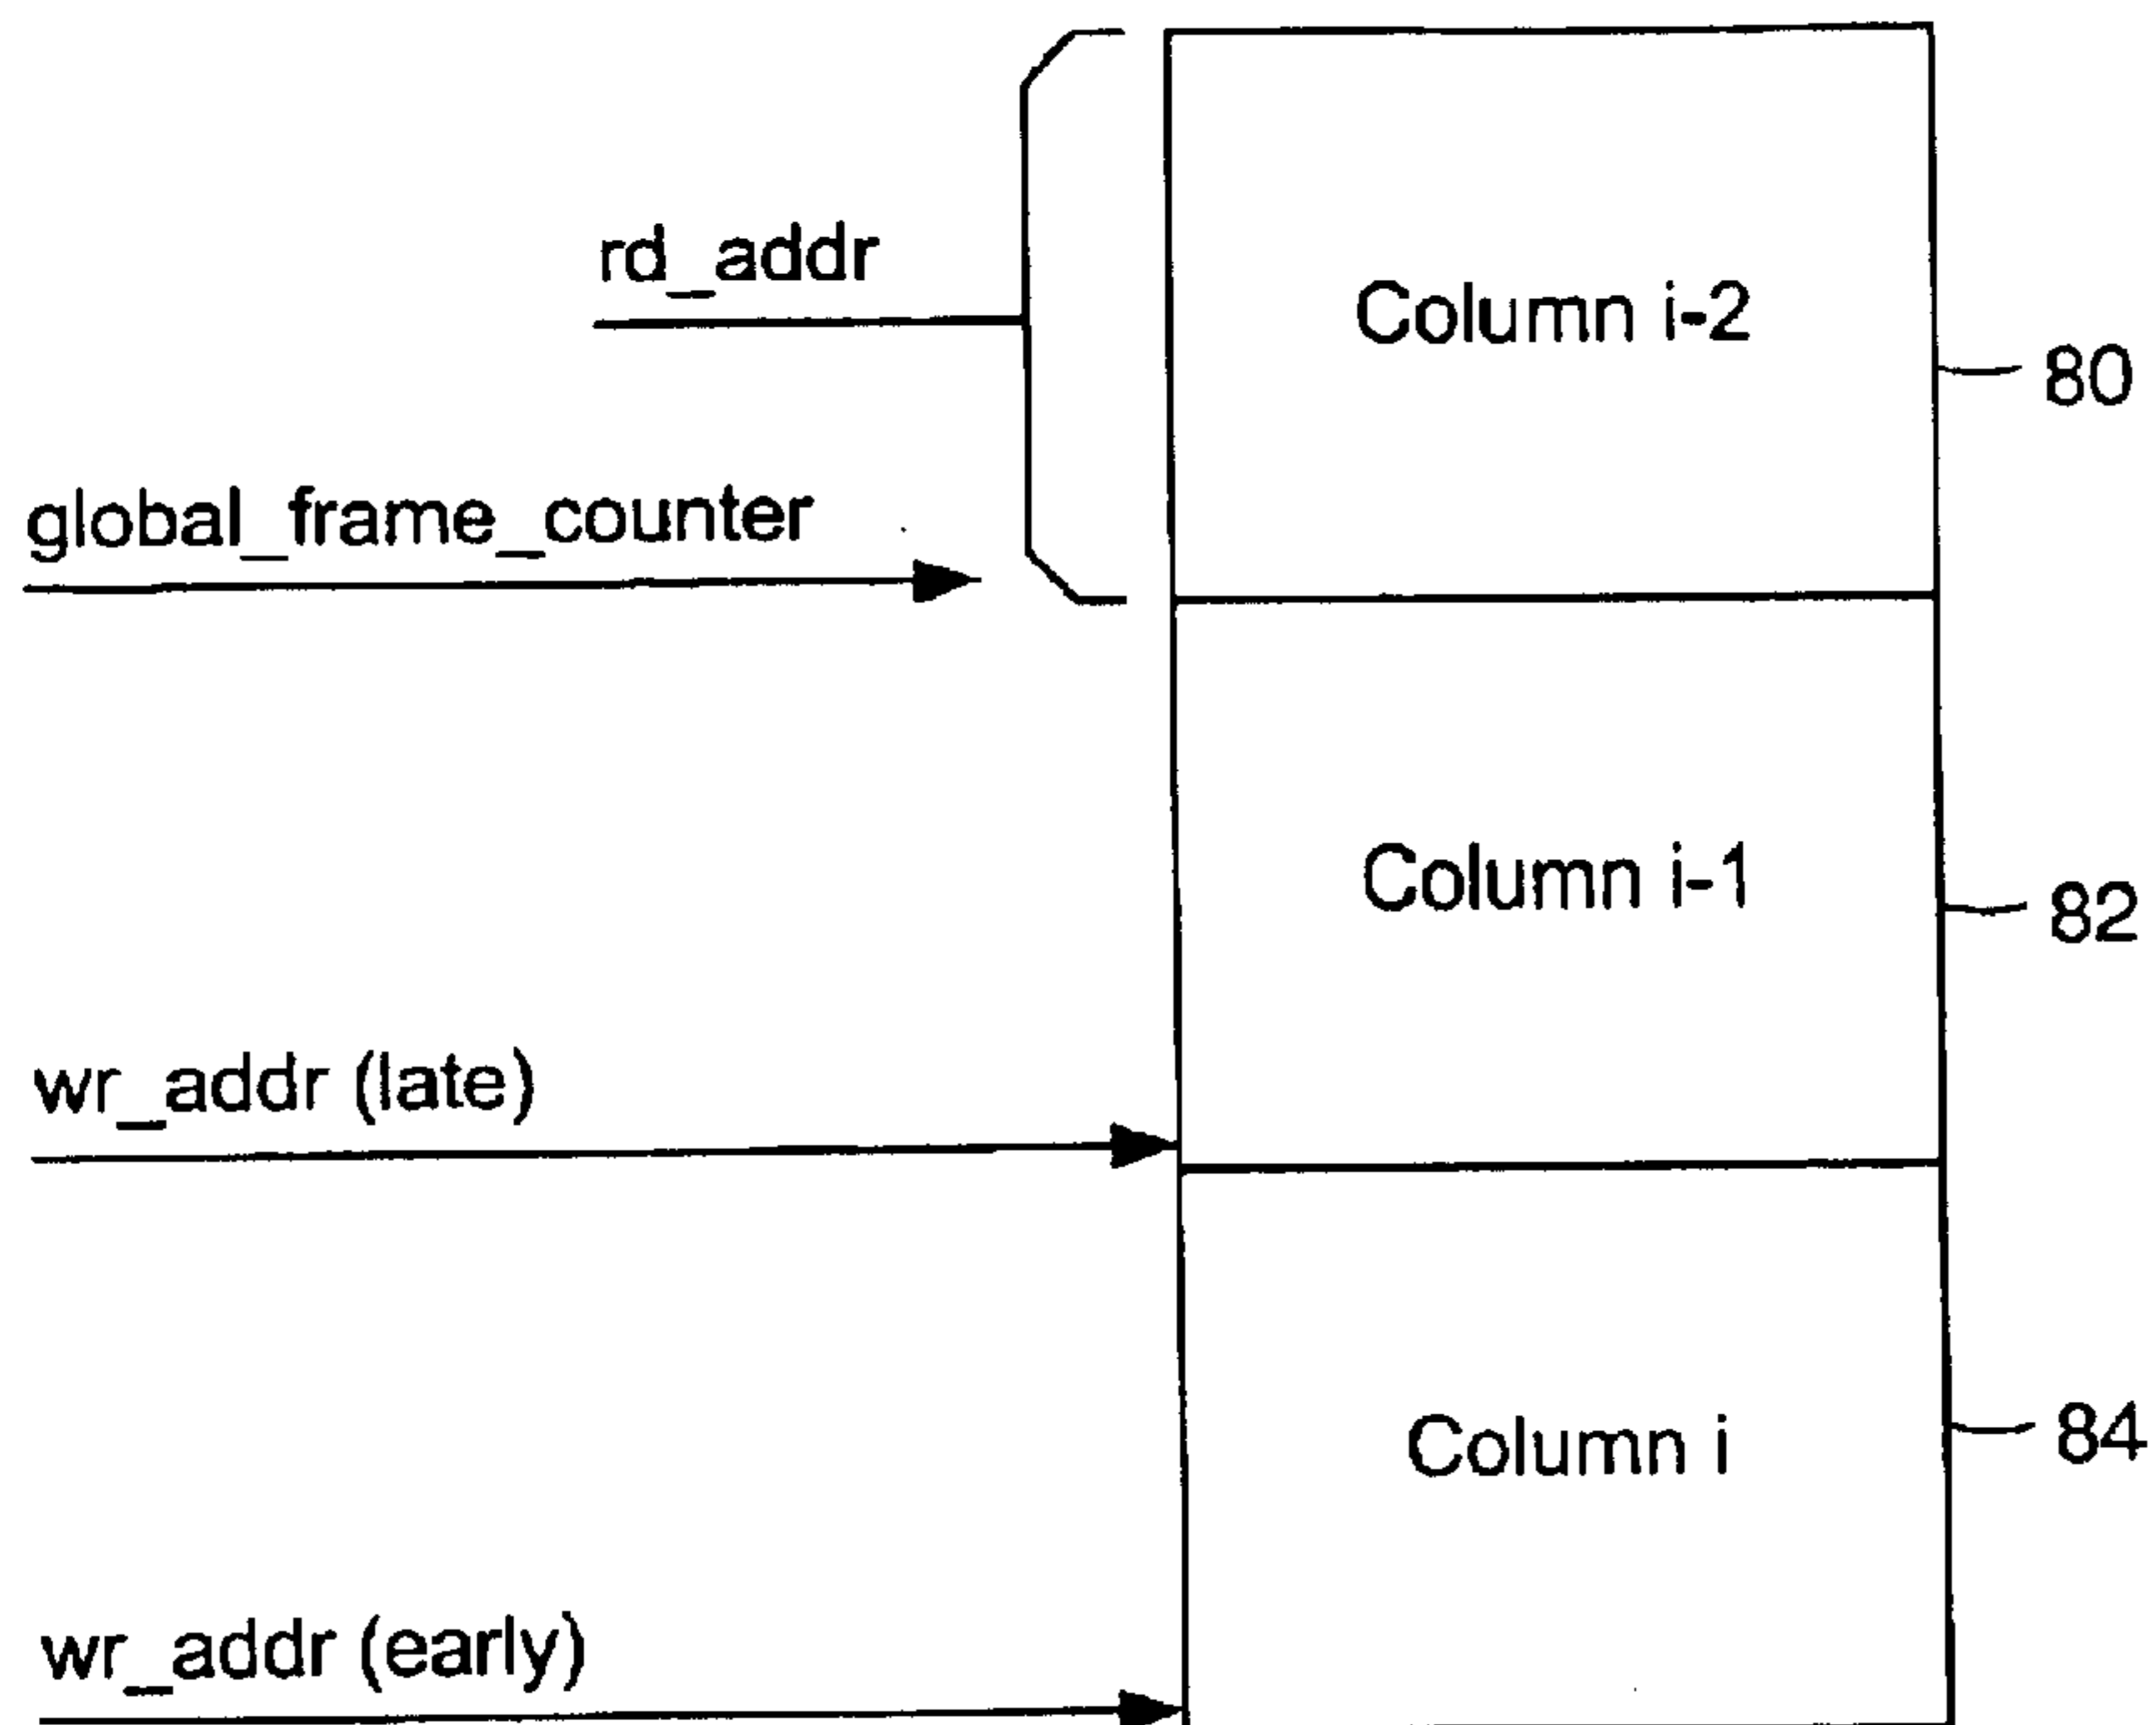 rd_addr
Column i-2
80
global_frame_counter
Column i-1
82
wr_addr (late)
Column i
84
wr_addr (early)